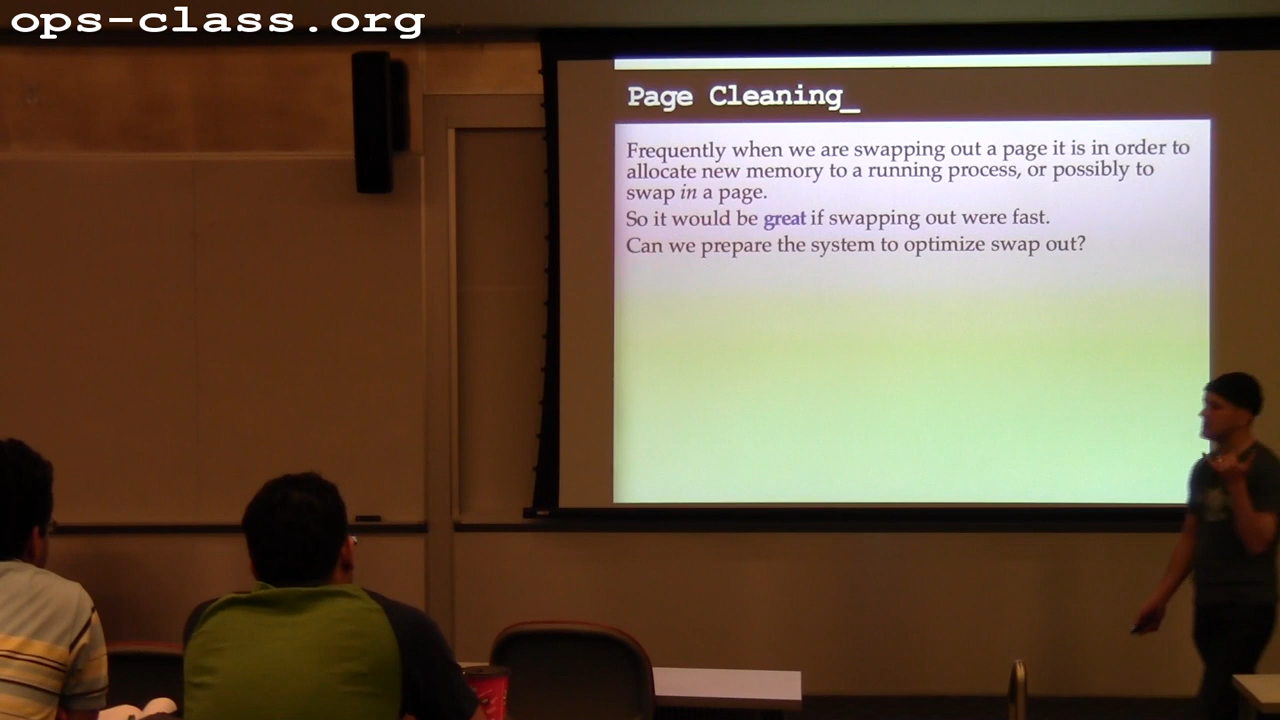 ops-class.org
Page Cleaning_
Frequently when we are swapping out a page it is in order to
allocate new memory to a running process, or possibly to
swap in a page.
So it would be great if swapping out were fast.
Can we prepare the system to optimize swap out?